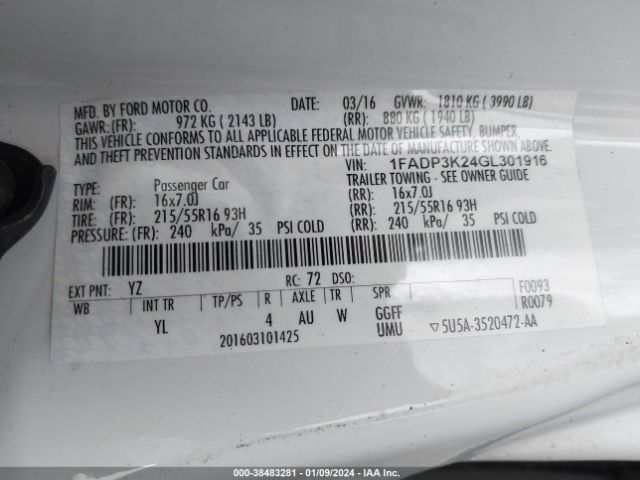 MFD. BY FORD MOTOR CO. DATE: 03/16 GVWR: 1810 KG ( 3990 LB)
GAWR: (FR): 972 KG ( 2143 LB) (RR): 880 KG ( 1940 LB)
THIS VEHICLE CONFORMS TO ALL APPLICABLE FEDERAL MOTOR VEHICLE SAFETY, BUMPER,
AND THEFT PREVENTION STANDARDS IN EFFECT ON THE DATE OF MANUFACTURE SHOWN ABOVE.
VIN: 1FADP3K24GL301916
TYPE: Passenger Car TRAILER TOWING - SEE OWNER GUIDE
RIM: (FR): 16x7.0J (RR): 16x7.0J
TIRE: (FR): 215/55R16 93H (RR): 215/55R16 93H
PRESSURE: (FR): 240 kPa/ 35 PSI COLD (RR): 240 kPa/ 35 PSI COLD
EXT PNT: YZ RC: 72 DSO: F0093
WB INT TR TP/PS R AXLE TR SPR R0079
YL 4 AU W GGFF
201603101425 UMU ▽5U5A-3520472-AA
000-38483281 - 01/09/2024 - IAA Inc.